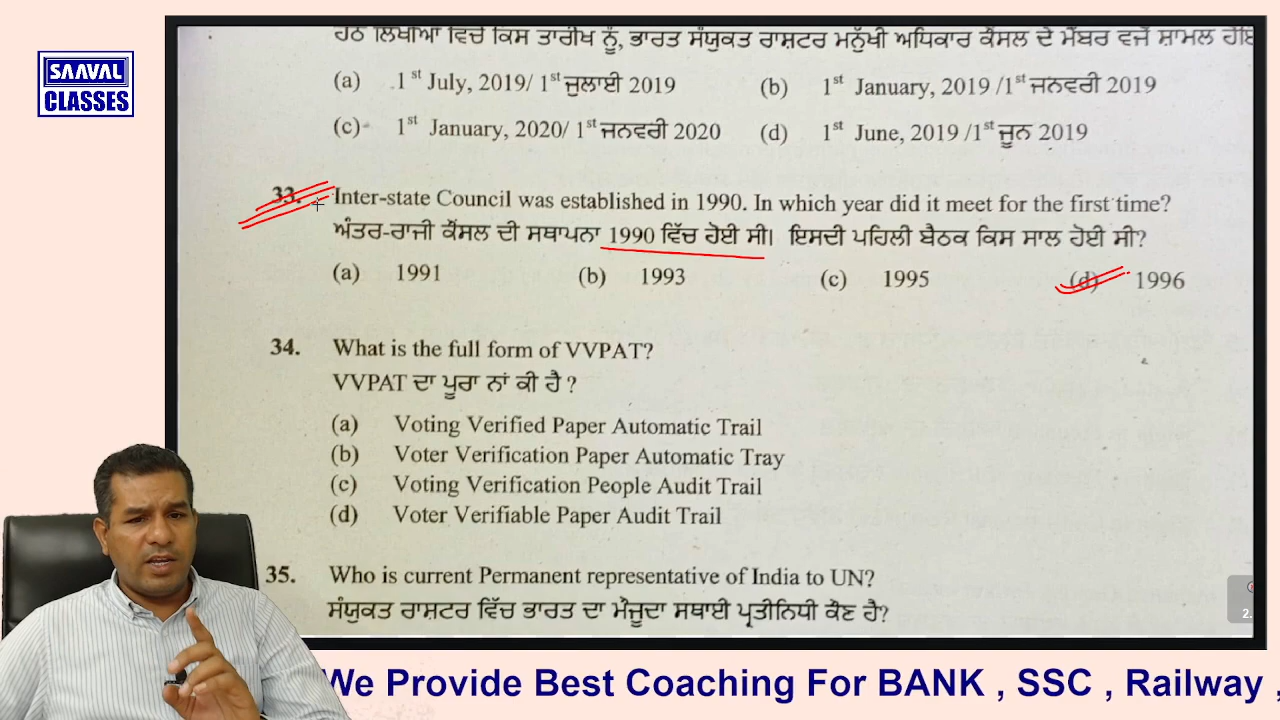 SAAVAL
CLASSES
ਹੇਠ ਲਿਖੀਆਂ ਵਿਚੋਂ ਕਿਸ ਤਾਰੀਖ ਨੂੰ, ਭਾਰਤ ਸੰਯੁਕਤ ਰਾਸ਼ਟਰ ਮਨੁੱਖੀ ਅਧਿਕਾਰ ਕੌਂਸਲ ਦੇ ਮੈਂਬਰ ਵਜੋਂ ਸ਼ਾਮਲ
(a) 1st July, 2019/ 1st ਜੁਲਾਈ 2019 (b) 1st January, 2019 /1st ਜਨਵਰੀ 2019
(c) 1st January, 2020/ 1st ਜਨਵਰੀ 2020 (d) 1st June, 2019 /1st ਜੂਨ 2019
33. Inter-state Council was established in 1990. In which year did it meet for the first time?
ਅੰਤਰ-ਰਾਜੀ ਕੌਂਸਲ ਦੀ ਸਥਾਪਨਾ 1990 ਵਿੱਚ ਹੋਈ ਸੀ। ਇਸਦੀ ਪਹਿਲੀ ਬੈਠਕ ਕਿਸ ਸਾਲ ਹੋਈ ਸੀ?
(a) 1991 (b) 1993 (c) 1995 (d) 1996
34. What is the full form of VVPAT?
VVPAT ਦਾ ਪੂਰਾ ਨਾਂ ਕੀ ਹੈ ?
(a) Voting Verified Paper Automatic Trail
(b) Voter Verification Paper Automatic Tray
(c) Voting Verification People Audit Trail
(d) Voter Verifiable Paper Audit Trail
35. Who is current Permanent representative of India to UN?
ਸੰਯੁਕਤ ਰਾਸ਼ਟਰ ਵਿੱਚ ਭਾਰਤ ਦਾ ਮੌਜੂਦਾ ਸਥਾਈ ਪ੍ਰਤੀਨਿਧੀ ਕੌਣ ਹੈ?
We Provide Best Coaching For BANK , SSC , Railway ,